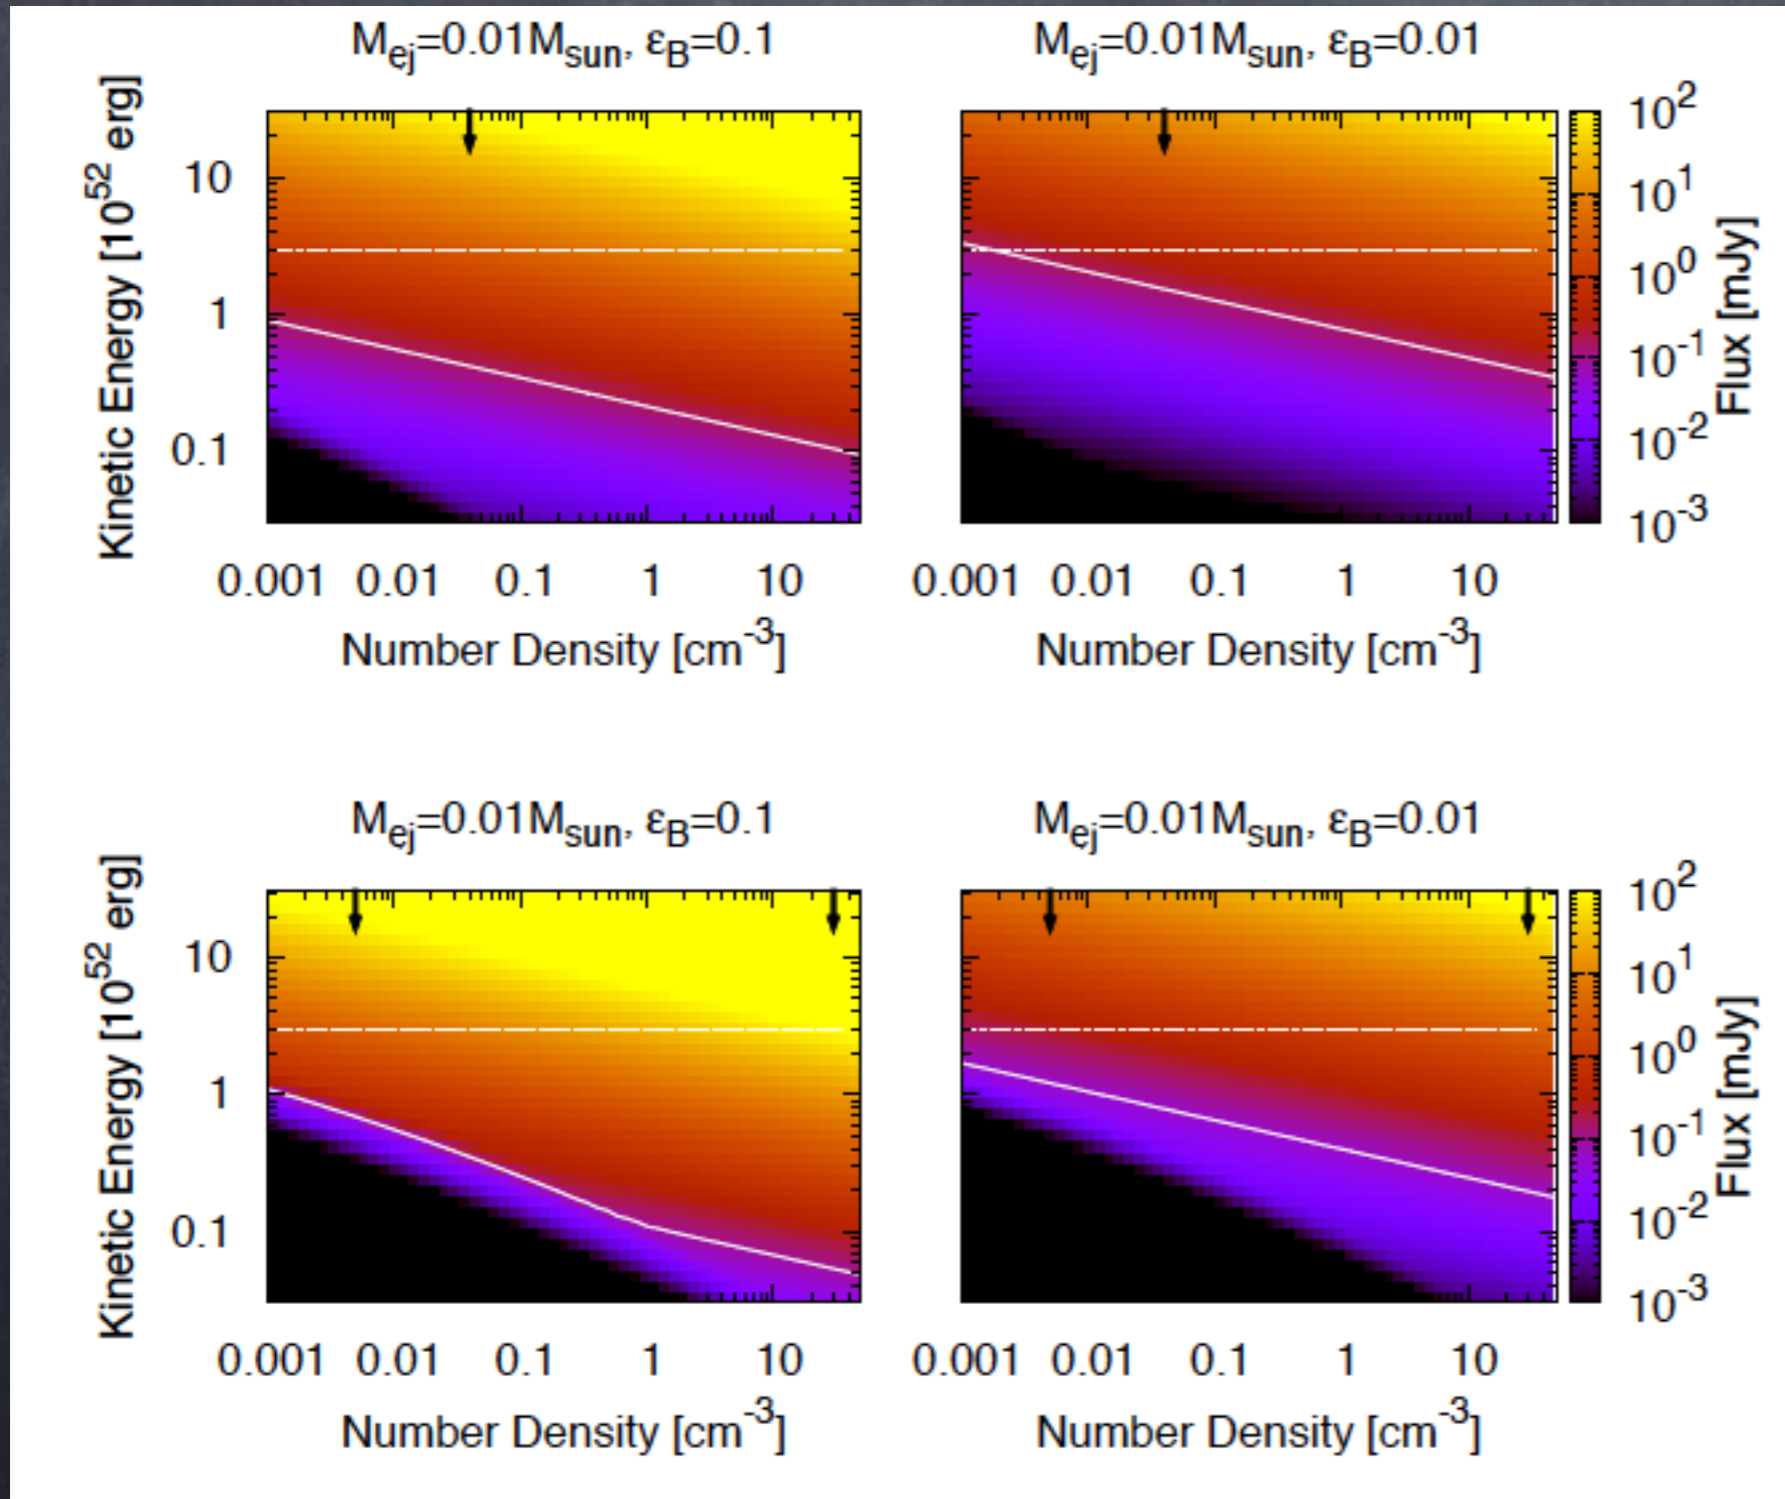 M_ej=0.01M_sun, ε_B=0.1
M_ej=0.01M_sun, ε_B=0.01
Kinetic Energy [10^52 erg]
10
1
0.1
0.001 0.01 0.1 1 10
Number Density [cm^-3]
0.001 0.01 0.1 1 10
Number Density [cm^-3]
10^2
10^1
10^0
10^-1
10^-2
10^-3
Flux [mJy]
M_ej=0.01M_sun, ε_B=0.1
M_ej=0.01M_sun, ε_B=0.01
Kinetic Energy [10^52 erg]
10
1
0.1
0.001 0.01 0.1 1 10
Number Density [cm^-3]
0.001 0.01 0.1 1 10
Number Density [cm^-3]
10^2
10^1
10^0
10^-1
10^-2
10^-3
Flux [mJy]